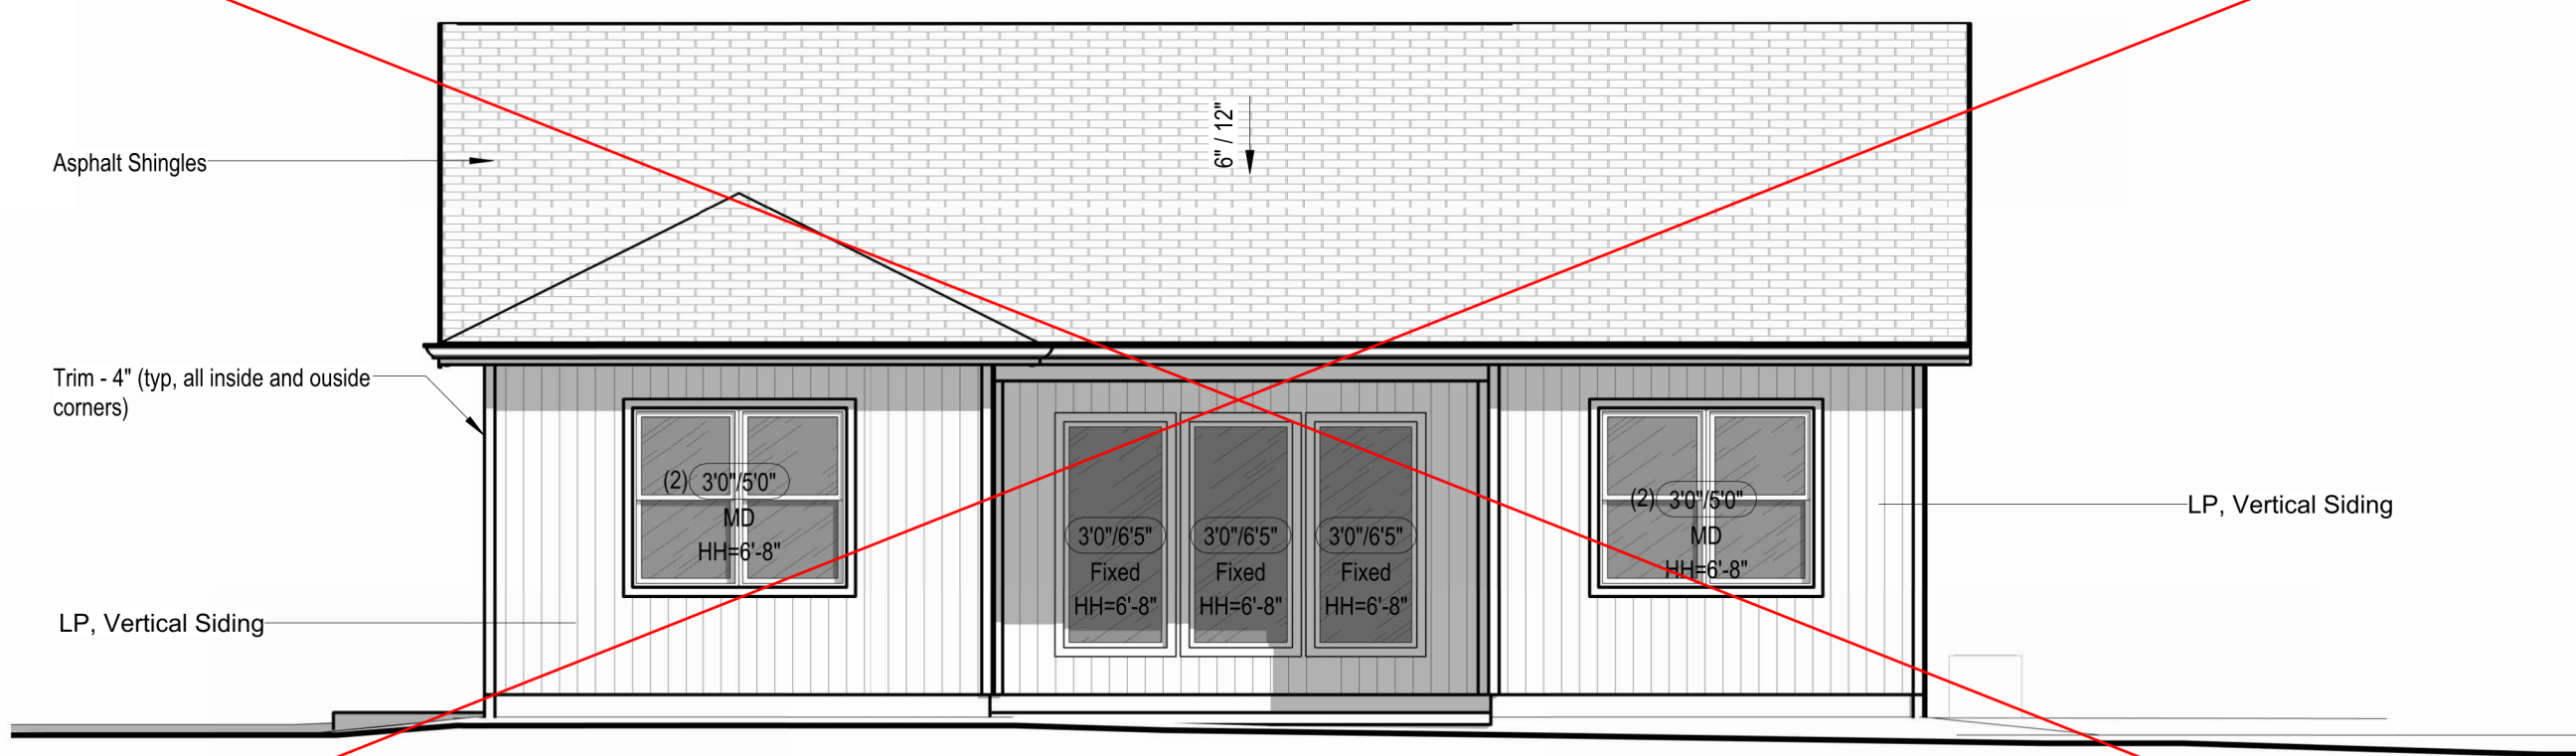 6" / 12"
Asphalt Shingles
Trim - 4" (typ, all inside and ouside
corners)
(2) 3'0"/5'0"
MD
HH=6'-8"
3'0"/6'5"
Fixed
HH=6'-8"
3'0"/6'5"
Fixed
HH=6'-8"
3'0"/6'5"
Fixed
HH=6'-8"
(2) 3'0"/5'0"
MD
HH=6'-8"
LP, Vertical Siding
LP, Vertical Siding